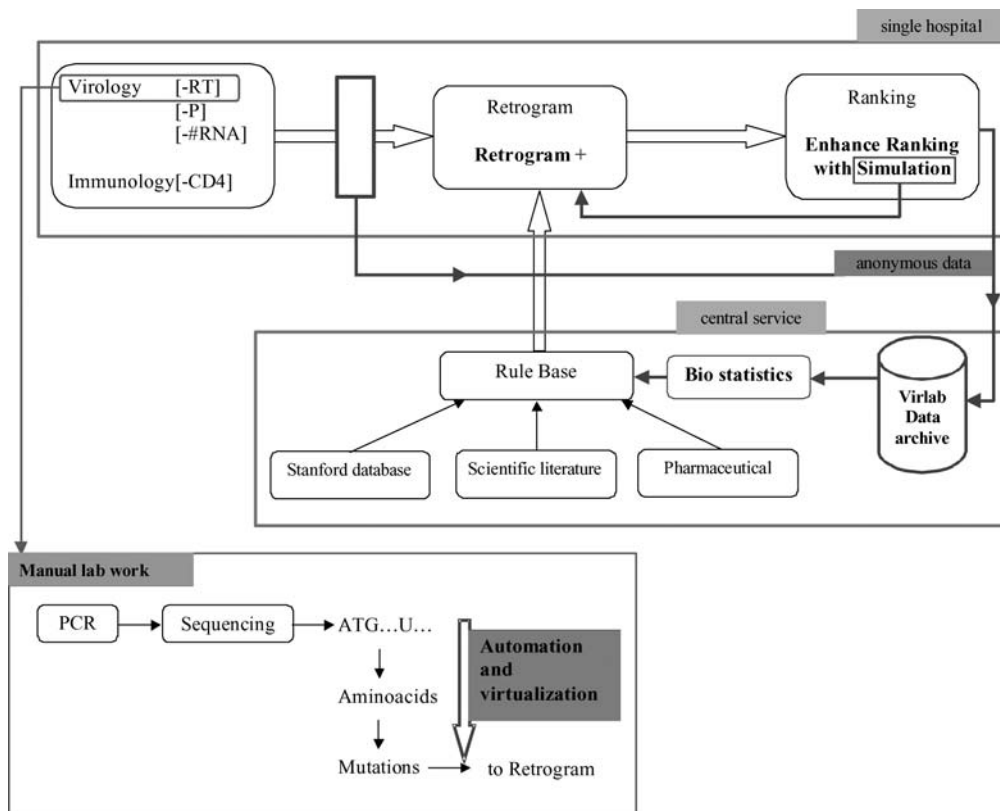 single hospital
Virology [-RT]
[-P]
[-#RNA]
Immunology[-CD4]
Retrogram
Retrogram +
Ranking
Enhance Ranking
with Simulation
anonymous data
central service
Rule Base
Bio statistics
Virlab
Data
archive
Stanford database
Scientific literature
Pharmaceutical
Manual lab work
PCR
Sequencing
ATG...U...
Automation
and
virtualization
Aminoacids
Mutations
to Retrogram